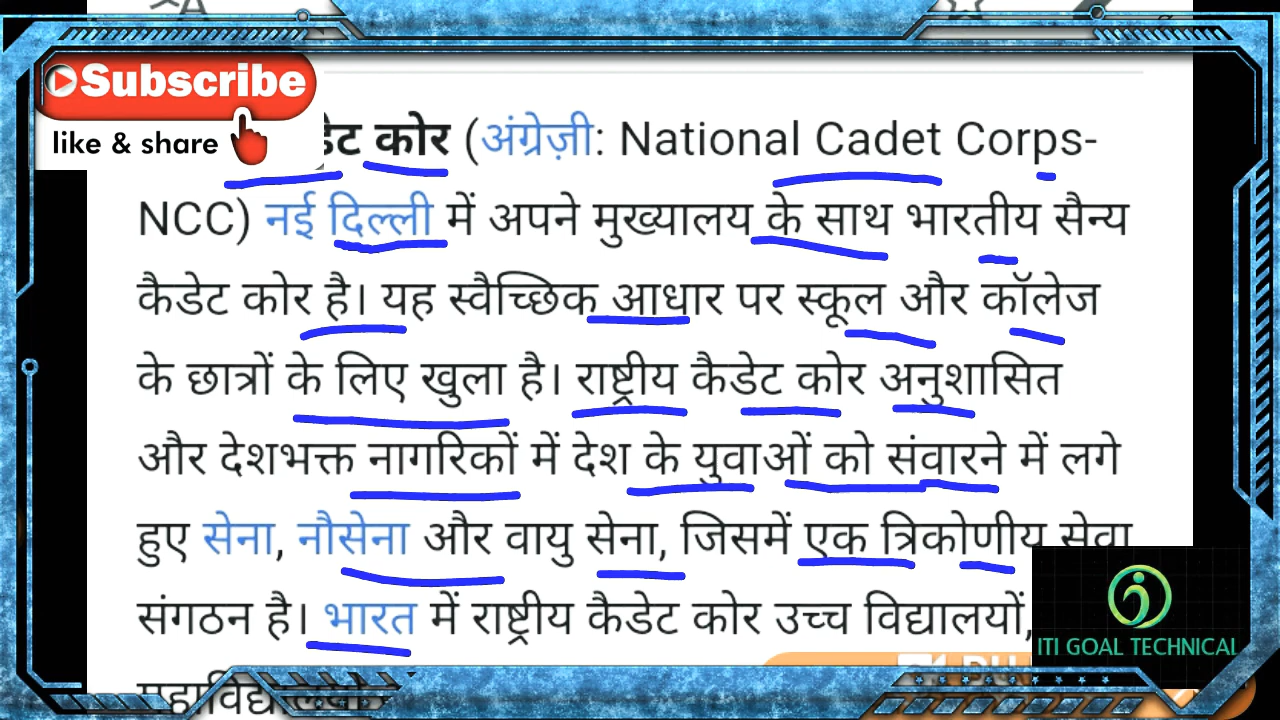 Subscribe
like & share
कोर (अंग्रेज़ी: National Cadet Corps-
NCC) नई दिल्ली में अपने मुख्यालय के साथ भारतीय सैन्य
कैडेट कोर है। यह स्वैच्छिक आधार पर स्कूल और कॉलेज
के छात्रों के लिए खुला है। राष्ट्रीय कैडेट कोर अनुशासित
और देशभक्त नागरिकों में देश के युवाओं को संवारने में लगे
हुए सेना, नौसेना और वायु सेना, जिसमें एक त्रिकोणीय सेवा
संगठन है। भारत में राष्ट्रीय कैडेट कोर उच्च विद्यालयों,
ITI GOAL TECHNICAL